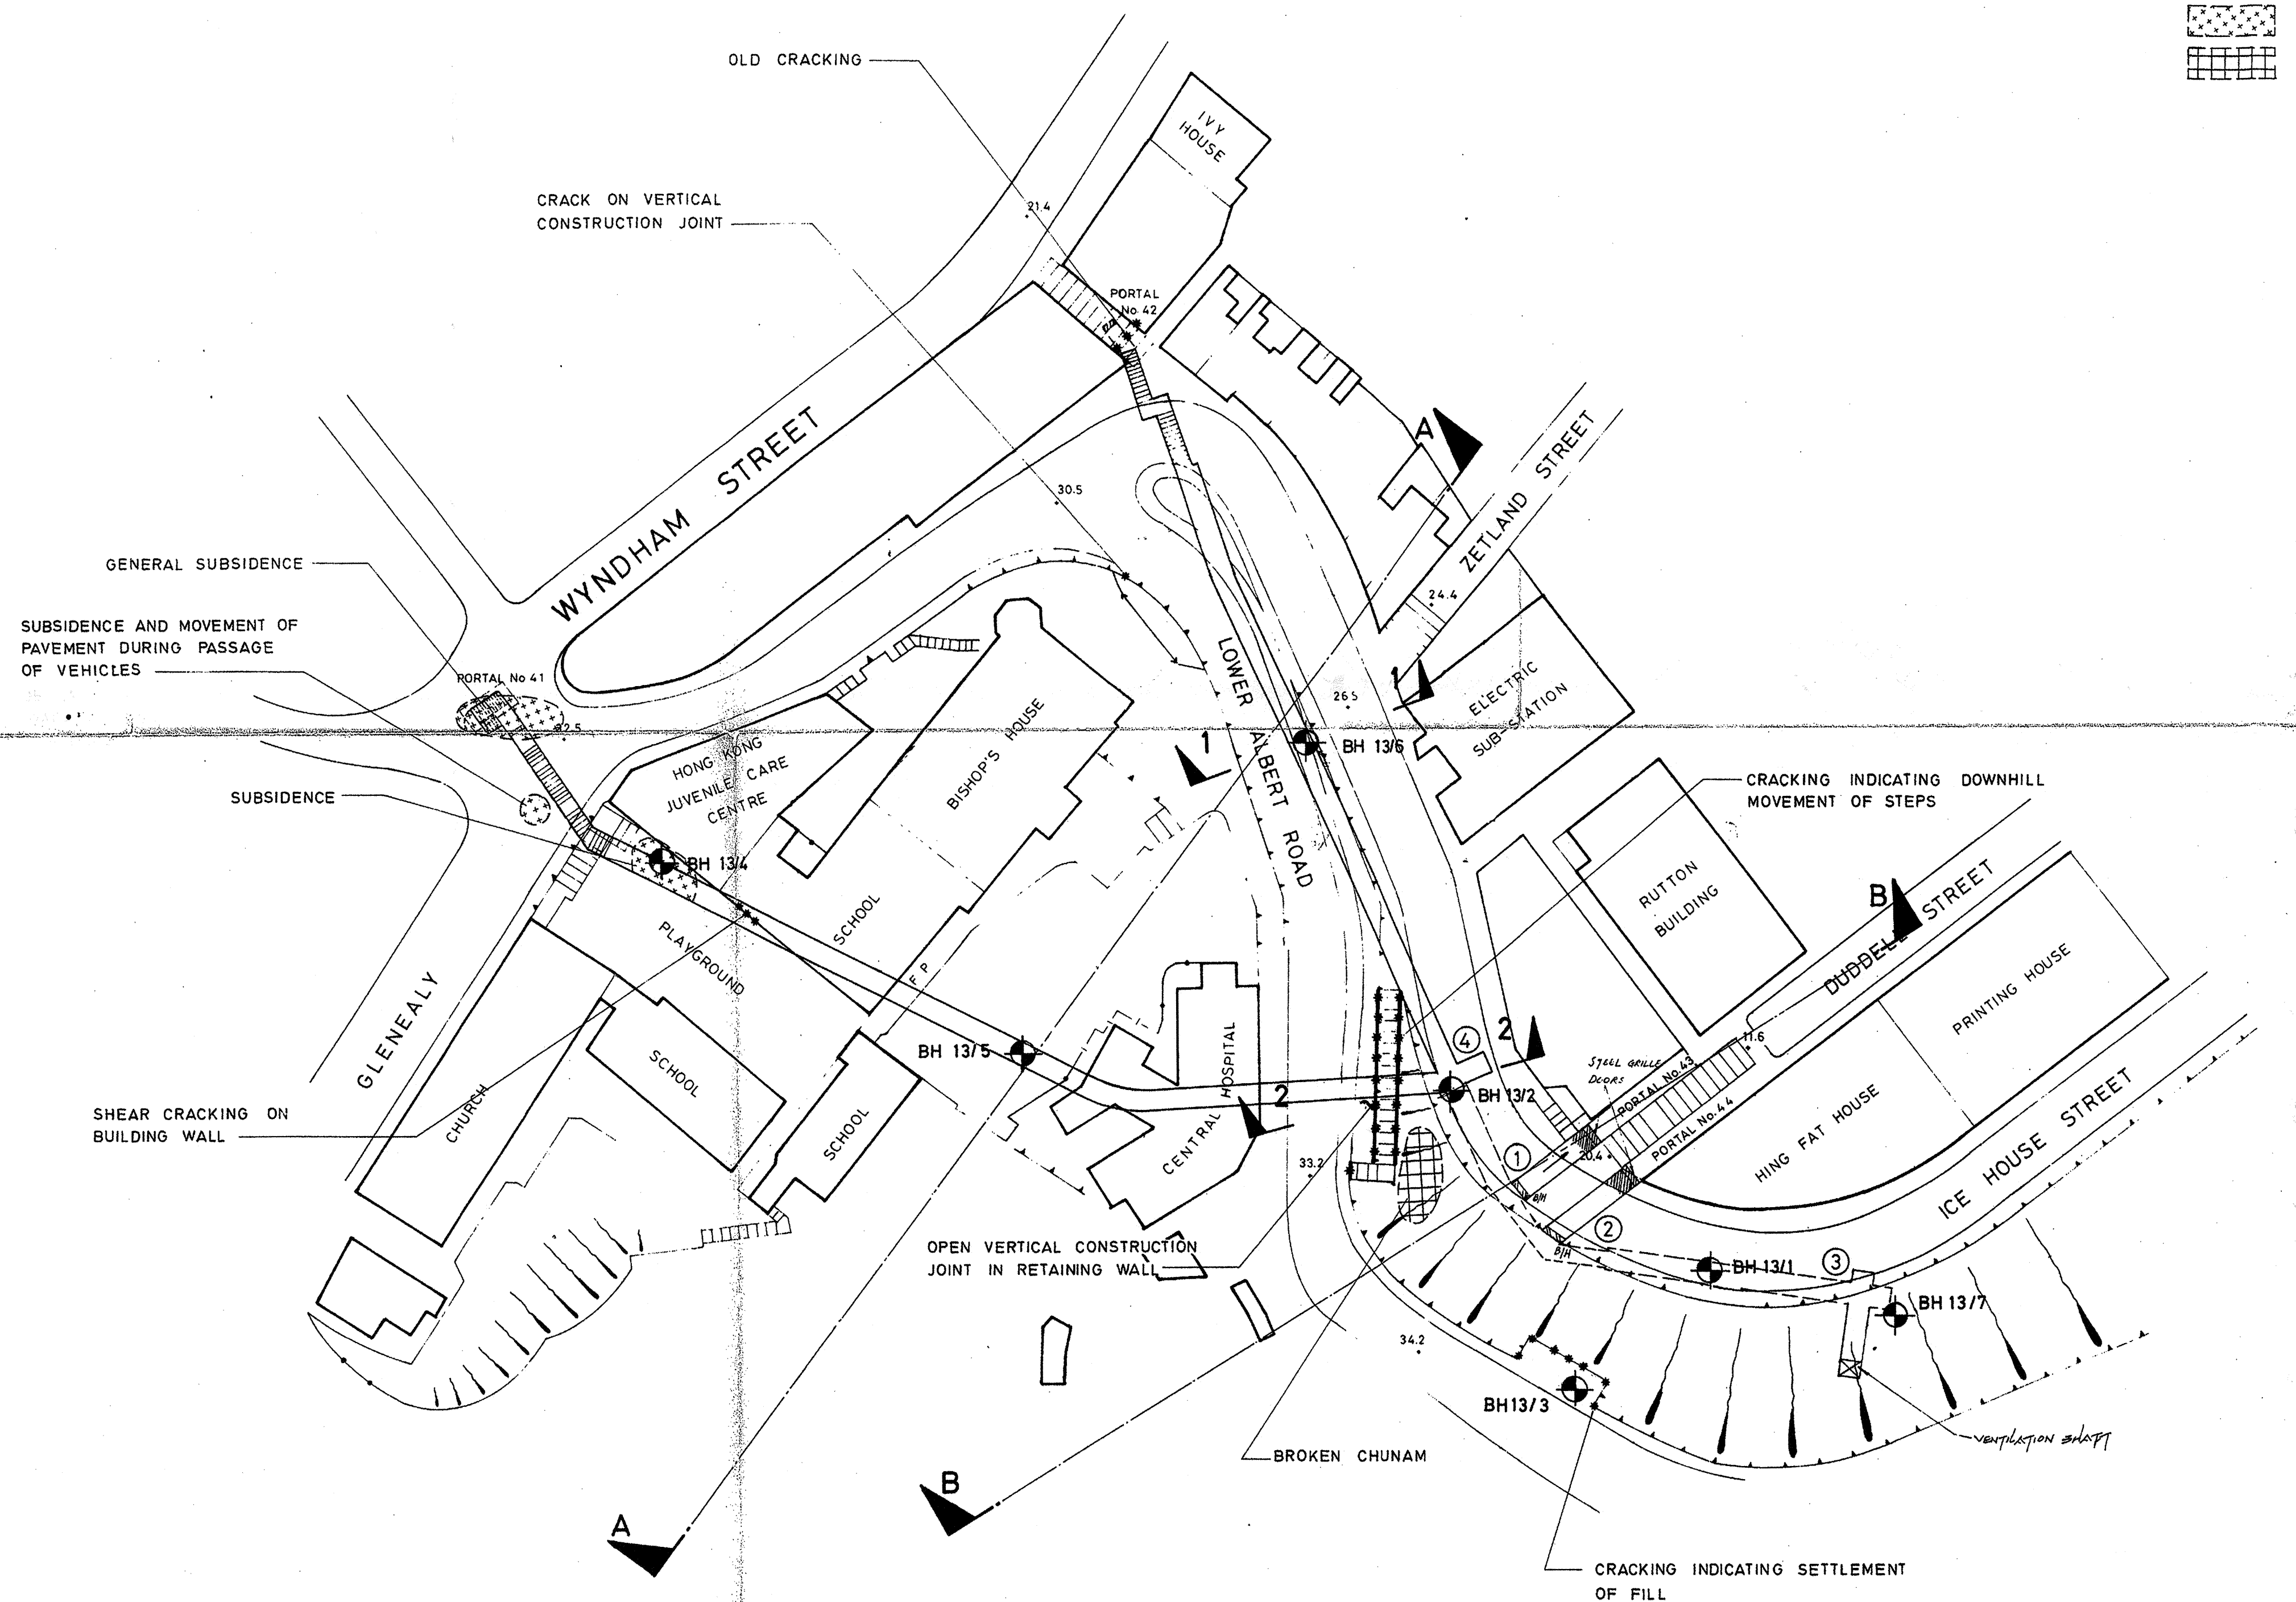 OLD CRACKING
IVY
HOUSE
CRACK ON VERTICAL
CONSTRUCTION JOINT
21.4
PORTAL
No 42
WYNDHAM STREET
30.5
A
ZETLAND STREET
24.4
GENERAL SUBSIDENCE
SUBSIDENCE AND MOVEMENT OF
PAVEMENT DURING PASSAGE
OF VEHICLES
PORTAL No 41
SUBSIDENCE
HONG KONG
JUVENILE CARE
CENTRE
BISHOP'S HOUSE
LOWER ALBERT ROAD
1
1
26.5
BH 13/6
ELECTRIC
SUB-STATION
CRACKING INDICATING DOWNHILL
MOVEMENT OF STEPS
BH 13/4
RUTTON
BUILDING
B
DUDDELL STREET
PLAYGROUND
SCHOOL
F P
PRINTING HOUSE
GLENEALY
BH 13/5
SCHOOL
CHURCH
SCHOOL
CENTRAL HOSPITAL
2
2
4
BH 13/2
STEEL GRILLE
DOORS
PORTAL No.43
11.6
PORTAL No.44
20.4
HING FAT HOUSE
ICE HOUSE STREET
SHEAR CRACKING ON
BUILDING WALL
33.2
1
B/H
2
B/H
3
BH 13/1
BH 13/7
OPEN VERTICAL CONSTRUCTION
JOINT IN RETAINING WALL
34.2
BH13/3
BROKEN CHUNAM
VENTILATION SHAFT
B
A
CRACKING INDICATING SETTLEMENT
OF FILL